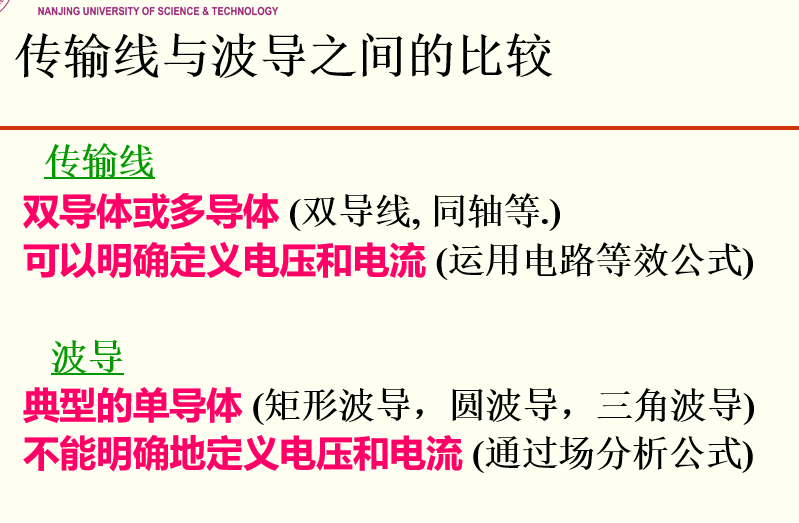 NANJING UNIVERSITY OF SCIENCE & TECHNOLOGY
传输线与波导之间的比较
传输线
双导体或多导体 (双导线, 同轴等.)
可以明确定义电压和电流 (运用电路等效公式)
波导
典型的单导体 (矩形波导，圆波导，三角波导)
不能明确地定义电压和电流 (通过场分析公式)